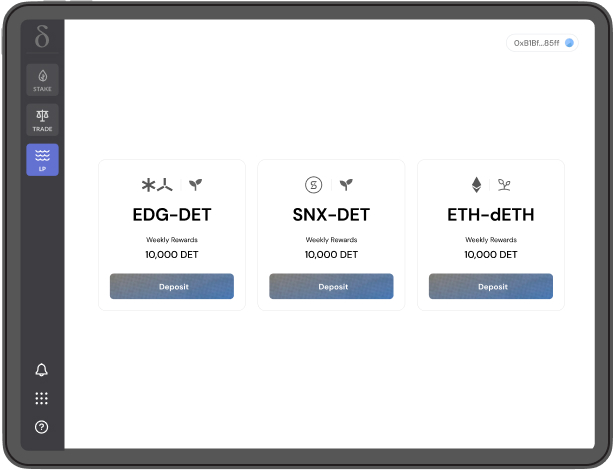 δ
0xB1Bf...85ff
STAKE
TRADE
LP
EDG-DET
Weekly Rewards
10,000 DET
Deposit
SNX-DET
Weekly Rewards
10,000 DET
Deposit
ETH-dETH
Weekly Rewards
10,000 DET
Deposit